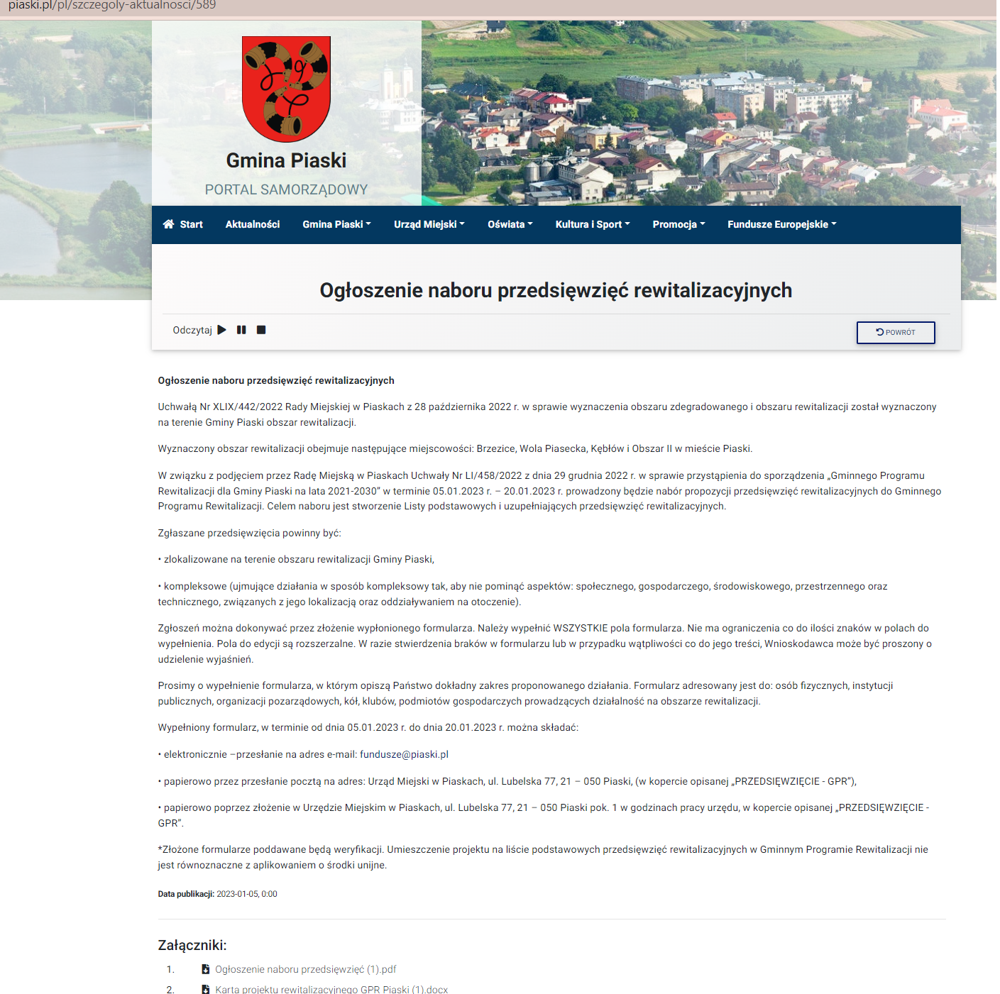 piaski.pl/pl/szczegoly-aktualnosci/589
Gmina Piaski
PORTAL SAMORZĄDOWY
Start Aktualności Gmina Piaski Urząd Miejski Oświata Kultura i Sport Promocja Fundusze Europejskie
Ogłoszenie naboru przedsięwzięć rewitalizacyjnych
Odczytaj POWRÓT
Ogłoszenie naboru przedsięwzięć rewitalizacyjnych
Uchwałą Nr XLIX/442/2022 Rady Miejskiej w Piaskach z 28 października 2022 r. w sprawie wyznaczenia obszaru zdegradowanego i obszaru rewitalizacji został wyznaczony
na terenie Gminy Piaski obszar rewitalizacji.
Wyznaczony obszar rewitalizacji obejmuje następujące miejscowości: Brzezice, Wola Piasecka, Kębłów i Obszar II w mieście Piaski.
W związku z podjęciem przez Radę Miejską w Piaskach Uchwały Nr LI/458/2022 z dnia 29 grudnia 2022 r. w sprawie przystąpienia do sporządzenia „Gminnego Programu
Rewitalizacji dla Gminy Piaski na lata 2021-2030” w terminie 05.01.2023 r. – 20.01.2023 r. prowadzony będzie nabór propozycji przedsięwzięć rewitalizacyjnych do Gminnego
Programu Rewitalizacji. Celem naboru jest stworzenie Listy podstawowych i uzupełniających przedsięwzięć rewitalizacyjnych.
Zgłaszane przedsięwzięcia powinny być:
• zlokalizowane na terenie obszaru rewitalizacji Gminy Piaski,
• kompleksowe (ujmujące działania w sposób kompleksowy tak, aby nie pominąć aspektów: społecznego, gospodarczego, środowiskowego, przestrzennego oraz
technicznego, związanych z jego lokalizacją oraz oddziaływaniem na otoczenie).
Zgłoszeń można dokonywać przez złożenie wypłonionego formularza. Należy wypełnić WSZYSTKIE pola formularza. Nie ma ograniczenia co do ilości znaków w polach do
wypełnienia. Pola do edycji są rozszerzalne. W razie stwierdzenia braków w formularzu lub w przypadku wątpliwości co do jego treści, Wnioskodawca może być proszony o
udzielenie wyjaśnień.
Prosimy o wypełnienie formularza, w którym opiszą Państwo dokładny zakres proponowanego działania. Formularz adresowany jest do: osób fizycznych, instytucji
publicznych, organizacji pozarządowych, kół, klubów, podmiotów gospodarczych prowadzących działalność na obszarze rewitalizacji.
Wypełniony formularz, w terminie od dnia 05.01.2023 r. do dnia 20.01.2023 r. można składać:
• elektronicznie –przesłanie na adres e-mail: fundusze@piaski.pl
• papierowo przez przesłanie pocztą na adres: Urząd Miejski w Piaskach, ul. Lubelska 77, 21 – 050 Piaski, (w kopercie opisanej „PRZEDSIĘWZIĘCIE - GPR”),
• papierowo poprzez złożenie w Urzędzie Miejskim w Piaskach, ul. Lubelska 77, 21 – 050 Piaski pok. 1 w godzinach pracy urzędu, w kopercie opisanej „PRZEDSIĘWZIĘCIE -
GPR”.
*Złożone formularze poddawane będą weryfikacji. Umieszczenie projektu na liście podstawowych przedsięwzięć rewitalizacyjnych w Gminnym Programie Rewitalizacji nie
jest równoznaczne z aplikowaniem o środki unijne.
Data publikacji: 2023-01-05, 0:00
Załączniki:
1. Ogłoszenie naboru przedsięwzięć (1).pdf
2. Karta projektu rewitalizacyjnego GPR Piaski (1).docx